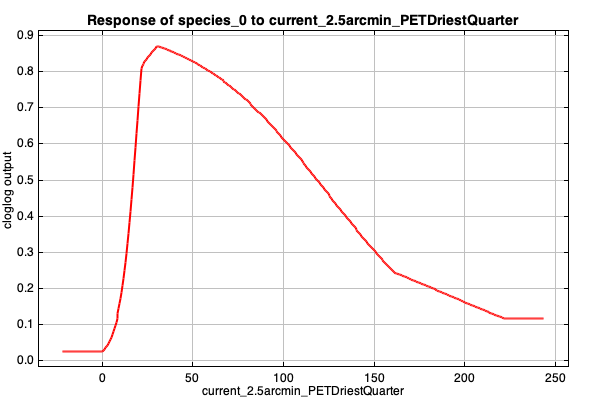 Response of species_0 to current_2.5arcmin_PETDriestQuarter
0.9
0.8
0.7
0.6
0.5
0.4
0.3
0.2
0.1
0.0
cloglog output
0 50 100 150 200 250
current_2.5arcmin_PETDriestQuarter